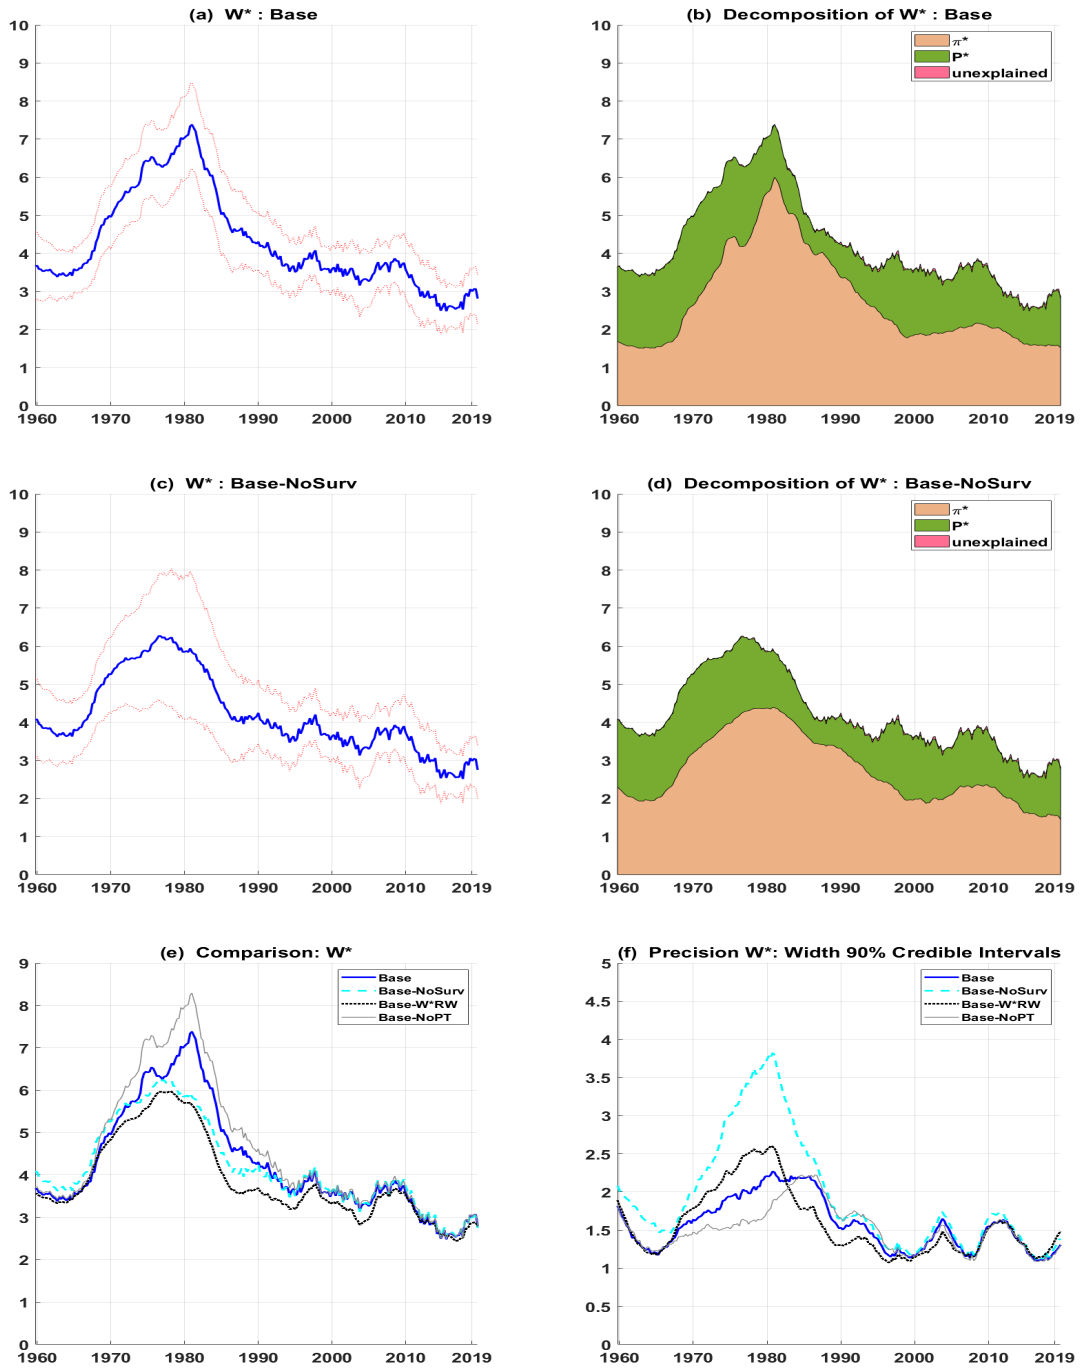 (a) W* : Base
10
9
8
7
6
5
4
3
2
1
0
1960 1970 1980 1990 2000 2010 2019
(b) Decomposition of W* : Base
π*
P*
unexplained
10
9
8
7
6
5
4
3
2
1
0
1960 1970 1980 1990 2000 2010 2019
(c) W* : Base-NoSurv
10
9
8
7
6
5
4
3
2
1
0
1960 1970 1980 1990 2000 2010 2019
(d) Decomposition of W* : Base-NoSurv
π*
P*
unexplained
10
9
8
7
6
5
4
3
2
1
0
1960 1970 1980 1990 2000 2010 2019
(e) Comparison: W*
Base
Base-NoSurv
Base-W*RW
Base-NoPT
9
8
7
6
5
4
3
2
1
0
1960 1970 1980 1990 2000 2010 2019
(f) Precision W*: Width 90% Credible Intervals
Base
Base-NoSurv
Base-W*RW
Base-NoPT
5
4.5
4
3.5
3
2.5
2
1.5
1
0.5
0
1960 1970 1980 1990 2000 2010 2019